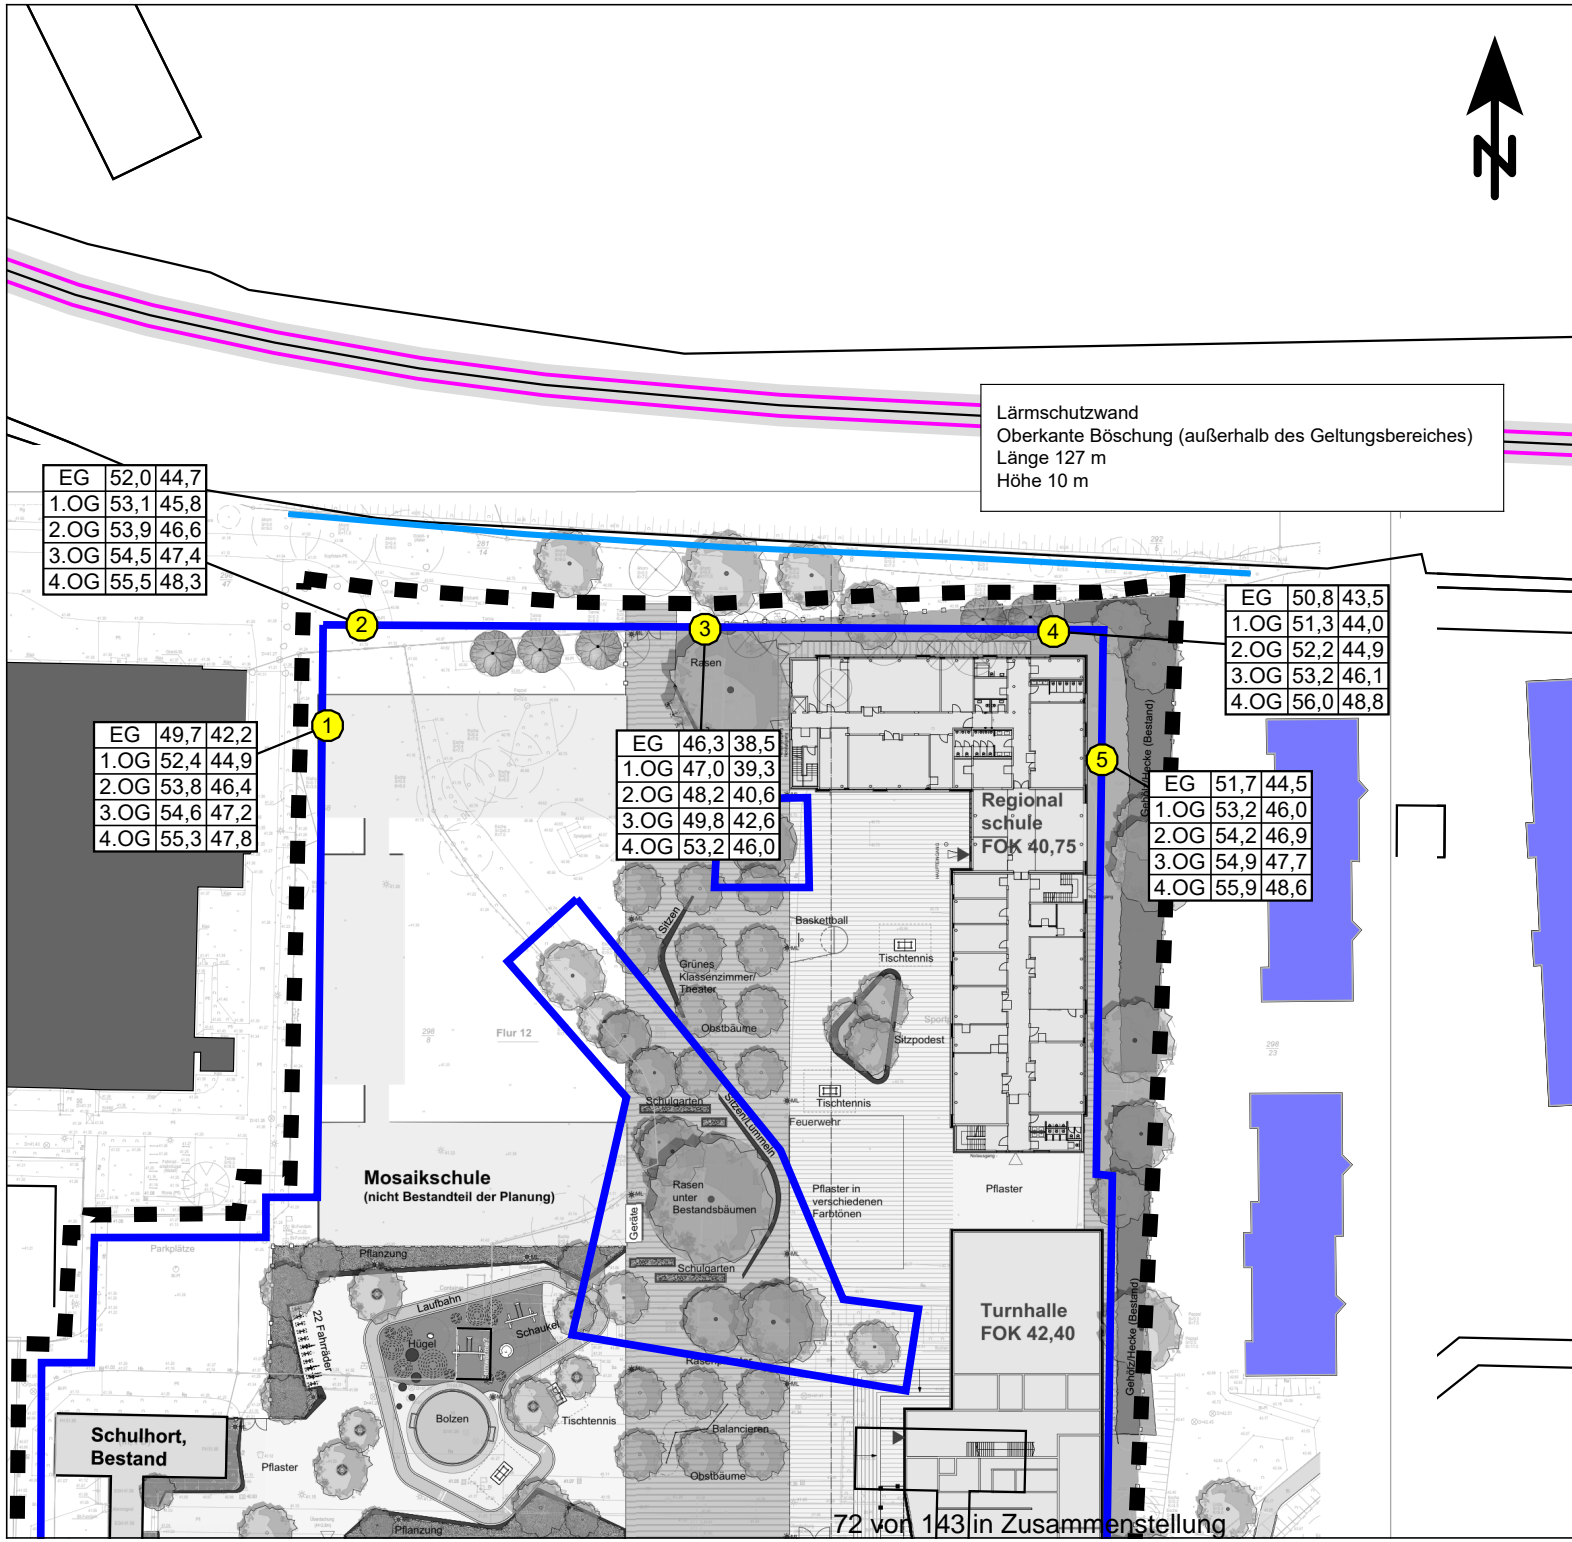 N
Lärmschutzwand
Oberkante Böschung (außerhalb des Geltungsbereiches)
Länge 127 m
Höhe 10 m
EG 52,0 44,7
1.OG 53,1 45,8
2.OG 53,9 46,6
3.OG 54,5 47,4
4.OG 55,5 48,3
2
3
4
EG 50,8 43,5
1.OG 51,3 44,0
2.OG 52,2 44,9
3.OG 53,2 46,1
4.OG 56,0 48,8
Rasen
1
EG 49,7 42,2
1.OG 52,4 44,9
2.OG 53,8 46,4
3.OG 54,6 47,2
4.OG 55,3 47,8
EG 46,3 38,5
1.OG 47,0 39,3
2.OG 48,2 40,6
3.OG 49,8 42,6
4.OG 53,2 46,0
5
EG 51,7 44,5
1.OG 53,2 46,0
2.OG 54,2 46,9
3.OG 54,9 47,7
4.OG 55,9 48,6
Gehölz/Hecke (Bestand)
Regional
schule
FOK 40,75
Sitzen
Baskettball
Tischtennis
Grünes
Klassenzimmer/
Theater
Obstbäume
Flur 12
298
8
Sitzpodest
298
23
Tischtennis
Schulgarten
Feuerwehr
Sitzen/Lümmeln
Mosaikschule
(nicht Bestandteil der Planung)
Rasen
unter
Bestandsbäumen
Pflaster in
verschiedenen
Farbtönen
Pflaster
Geräte
Parkplätze
Pflanzung
Schulgarten
Laufbahn
22 Fahrräder
Hügel
Schaukel
Turnhalle
FOK 42,40
Gehölz/Hecke (Bestand)
Bolzen
Tischtennis
Balancieren
Schulhort,
Bestand
Pflaster
Obstbäume
Pflanzung
72 von 143 in Zusammenstellung